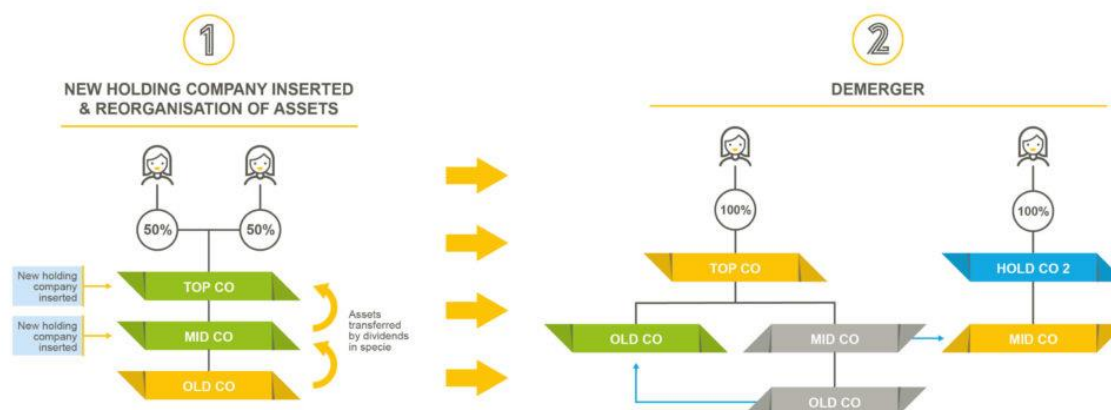 1
NEW HOLDING COMPANY INSERTED
& REORGANISATION OF ASSETS
50%
50%
New holding
company
inserted
TOP CO
New holding
company
inserted
MID CO
Assets
transferred
by dividends
in specie
OLD CO
2
DEMERGER
100%
100%
TOP CO
HOLD CO 2
OLD CO
MID CO
MID CO
OLD CO